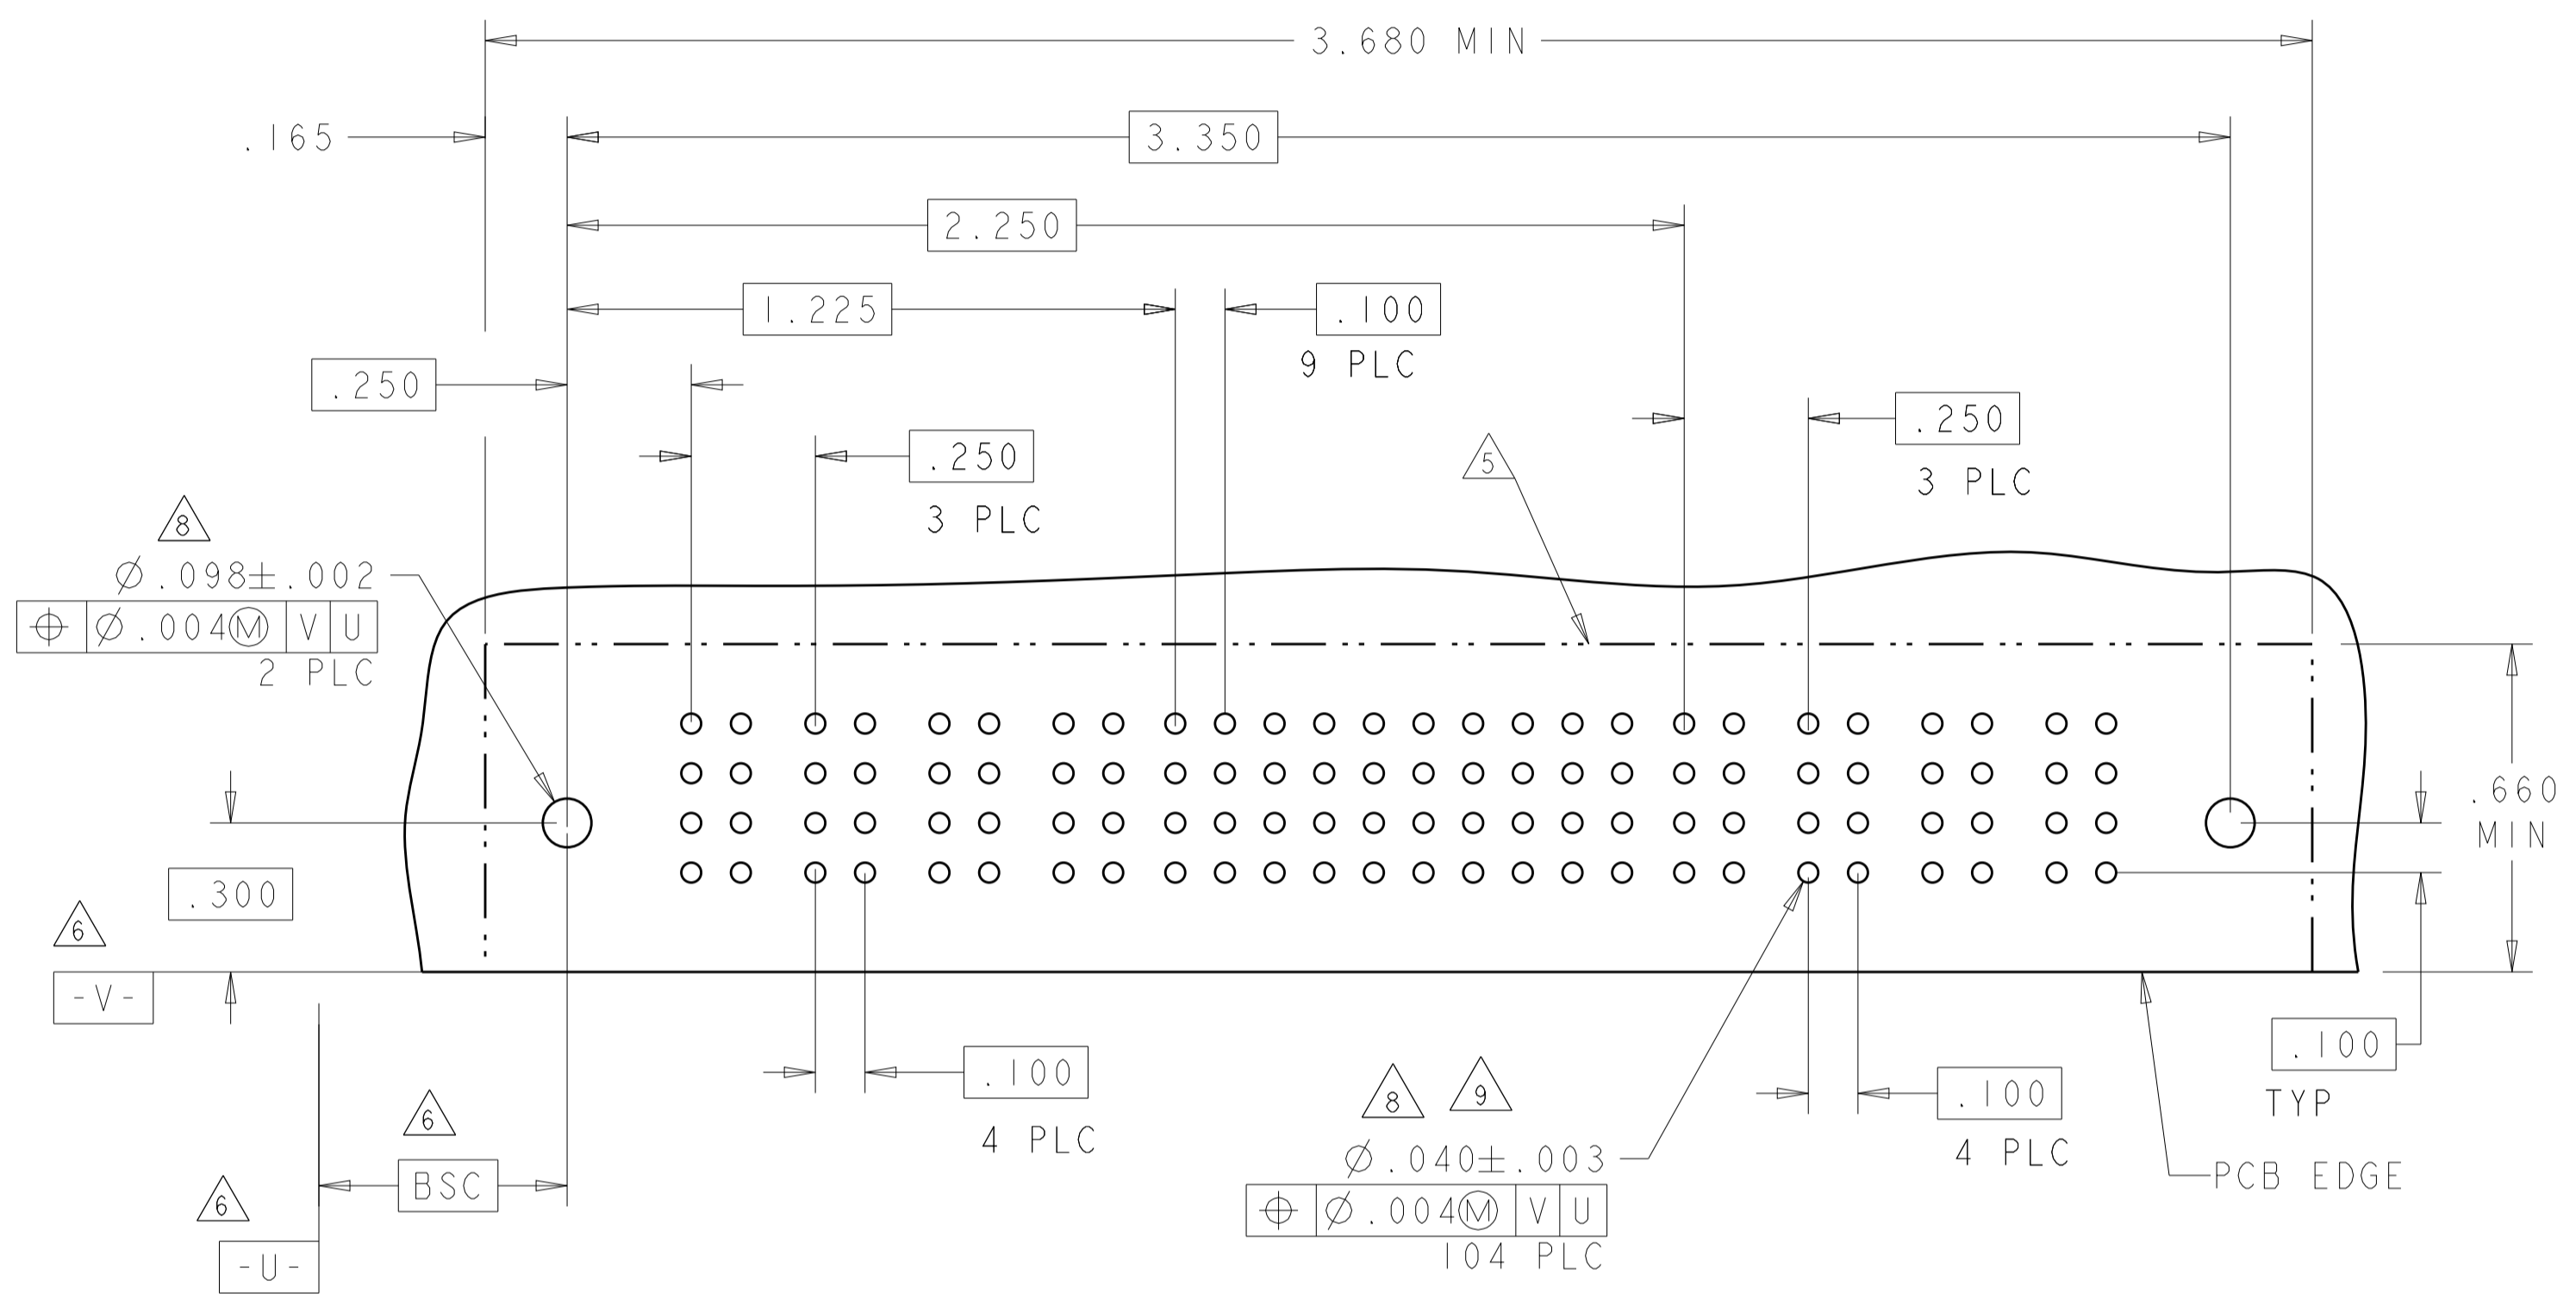 3.680 MIN
.165
3.350
2.250
1.225
.100
9 PLC
.250
.250
3 PLC
.250
3 PLC
5
8
Ø.098±.002
⌖ Ø.004Ⓜ V U
2 PLC
.300
6
-V-
.660
MIN
.100
TYP
.100
4 PLC
6
BSC
6
-U-
8 9
Ø.040±.003
⌖ Ø.004Ⓜ V U
104 PLC
.100
4 PLC
PCB EDGE